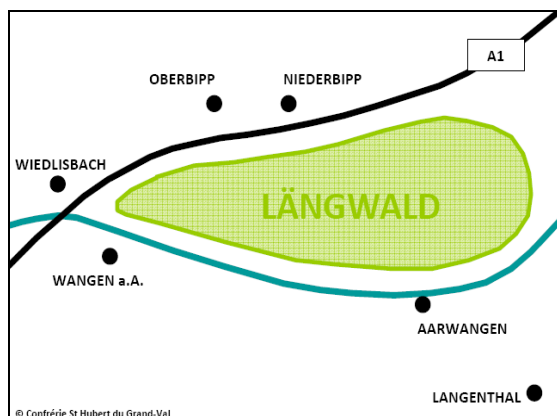 A1
OBERBIPP
NIEDERBIPP
WIEDLISBACH
LÄNGWALD
WANGEN a.A.
AARWANGEN
LANGENTHAL
© Confrérie St Hubert du Grand-Val